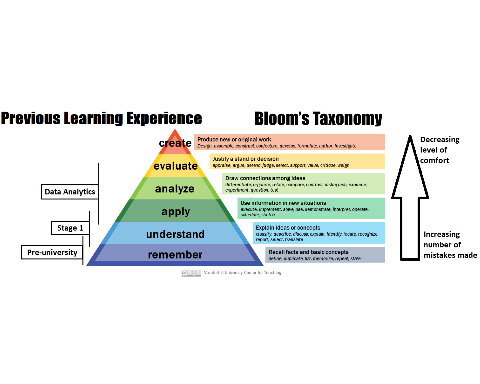 Previous Learning Experience
Bloom's Taxonomy
create
Produce new or original work
Design, assemble, construct, conjecture, develop, formulate, author, investigate
evaluate
Justify a stand or decision
appraise, argue, defend, judge, select, support, value, critique, weigh
Data Analytics
analyze
Draw connections among ideas
differentiate, organize, relate, compare, contrast, distinguish, examine,
experiment, question, test
apply
Use information in new situations
execute, implement, solve, use, demonstrate, interpret, operate,
schedule, sketch
Stage 1
understand
Explain ideas or concepts
classify, describe, discuss, explain, identify, locate, recognize,
report, select, translate
Pre-university
remember
Recall facts and basic concepts
define, duplicate, list, memorize, repeat, state
Vanderbilt University Center for Teaching
Decreasing
level of
comfort
Increasing
number of
mistakes made